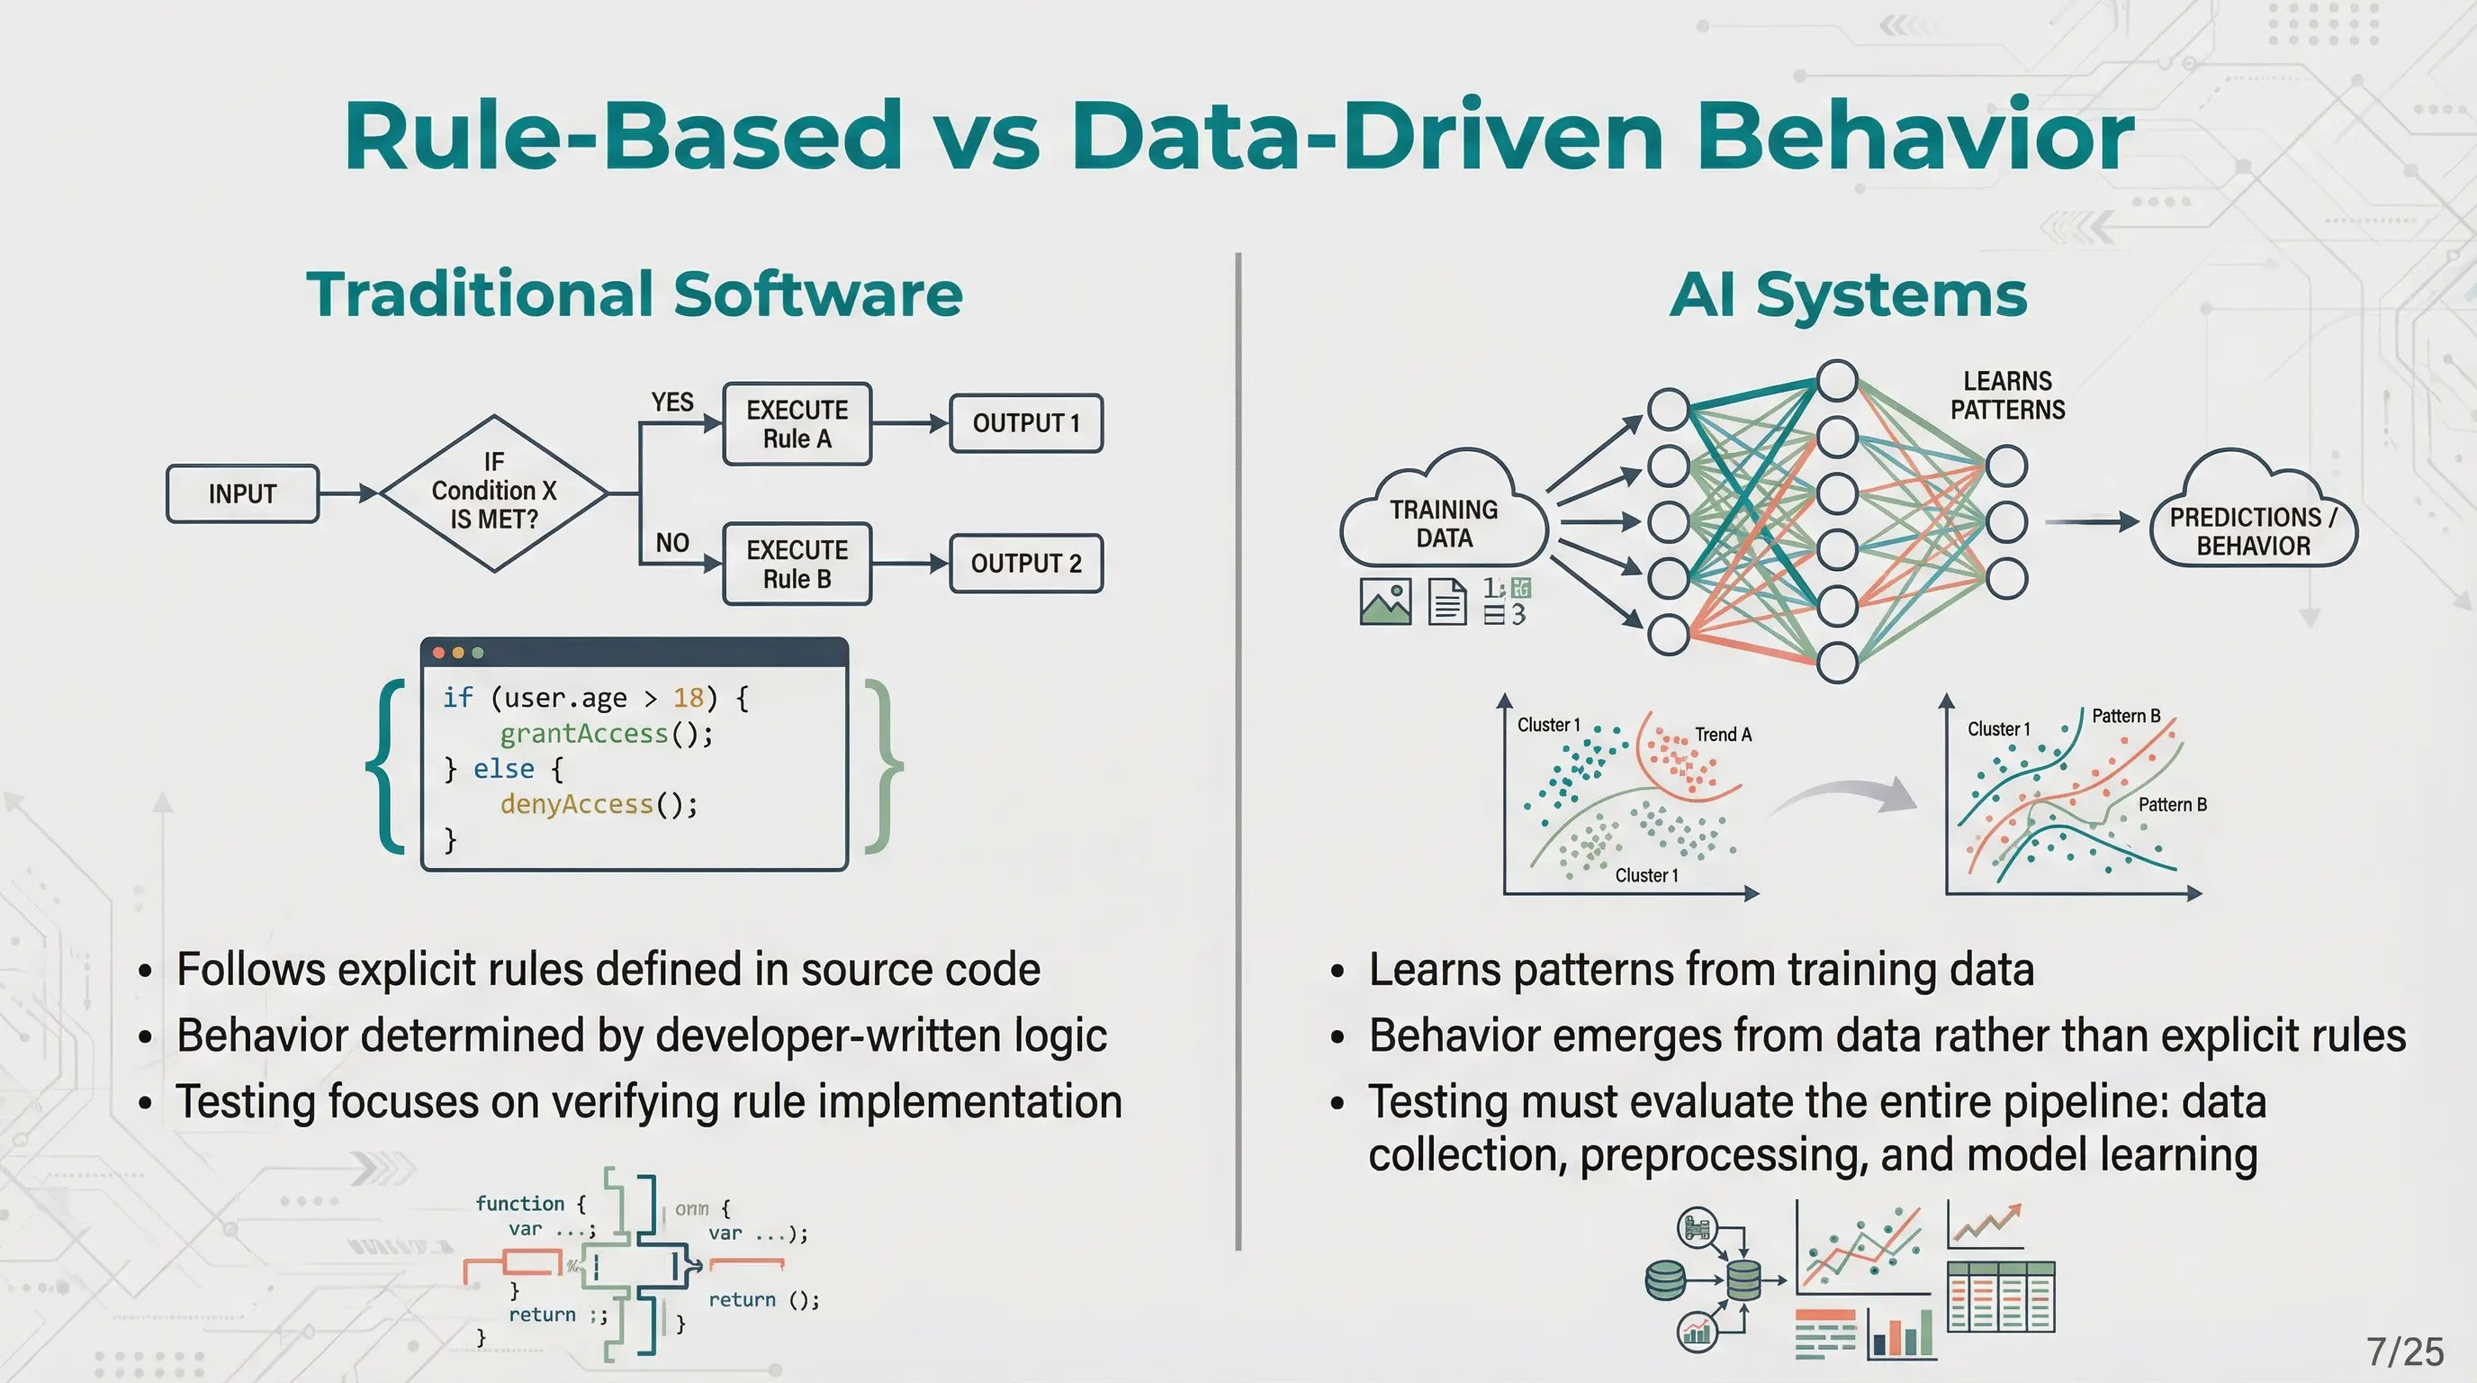 Rule-Based vs Data-Driven Behavior
Traditional Software
INPUT
IF
Condition X
IS MET?
YES
EXECUTE
Rule A
OUTPUT 1
NO
EXECUTE
Rule B
OUTPUT 2
if (user.age > 18) {
grantAccess();
} else {
denyAccess();
}
• Follows explicit rules defined in source code
• Behavior determined by developer-written logic
• Testing focuses on verifying rule implementation
function {
var ...;
}
return :;
}
onn {
var ...);
return ();
}
AI Systems
TRAINING
DATA
LEARNS
PATTERNS
PREDICTIONS /
BEHAVIOR
Cluster 1
Trend A
Cluster 1
Cluster 1
Pattern B
Pattern B
• Learns patterns from training data
• Behavior emerges from data rather than explicit rules
• Testing must evaluate the entire pipeline: data
collection, preprocessing, and model learning
7/25